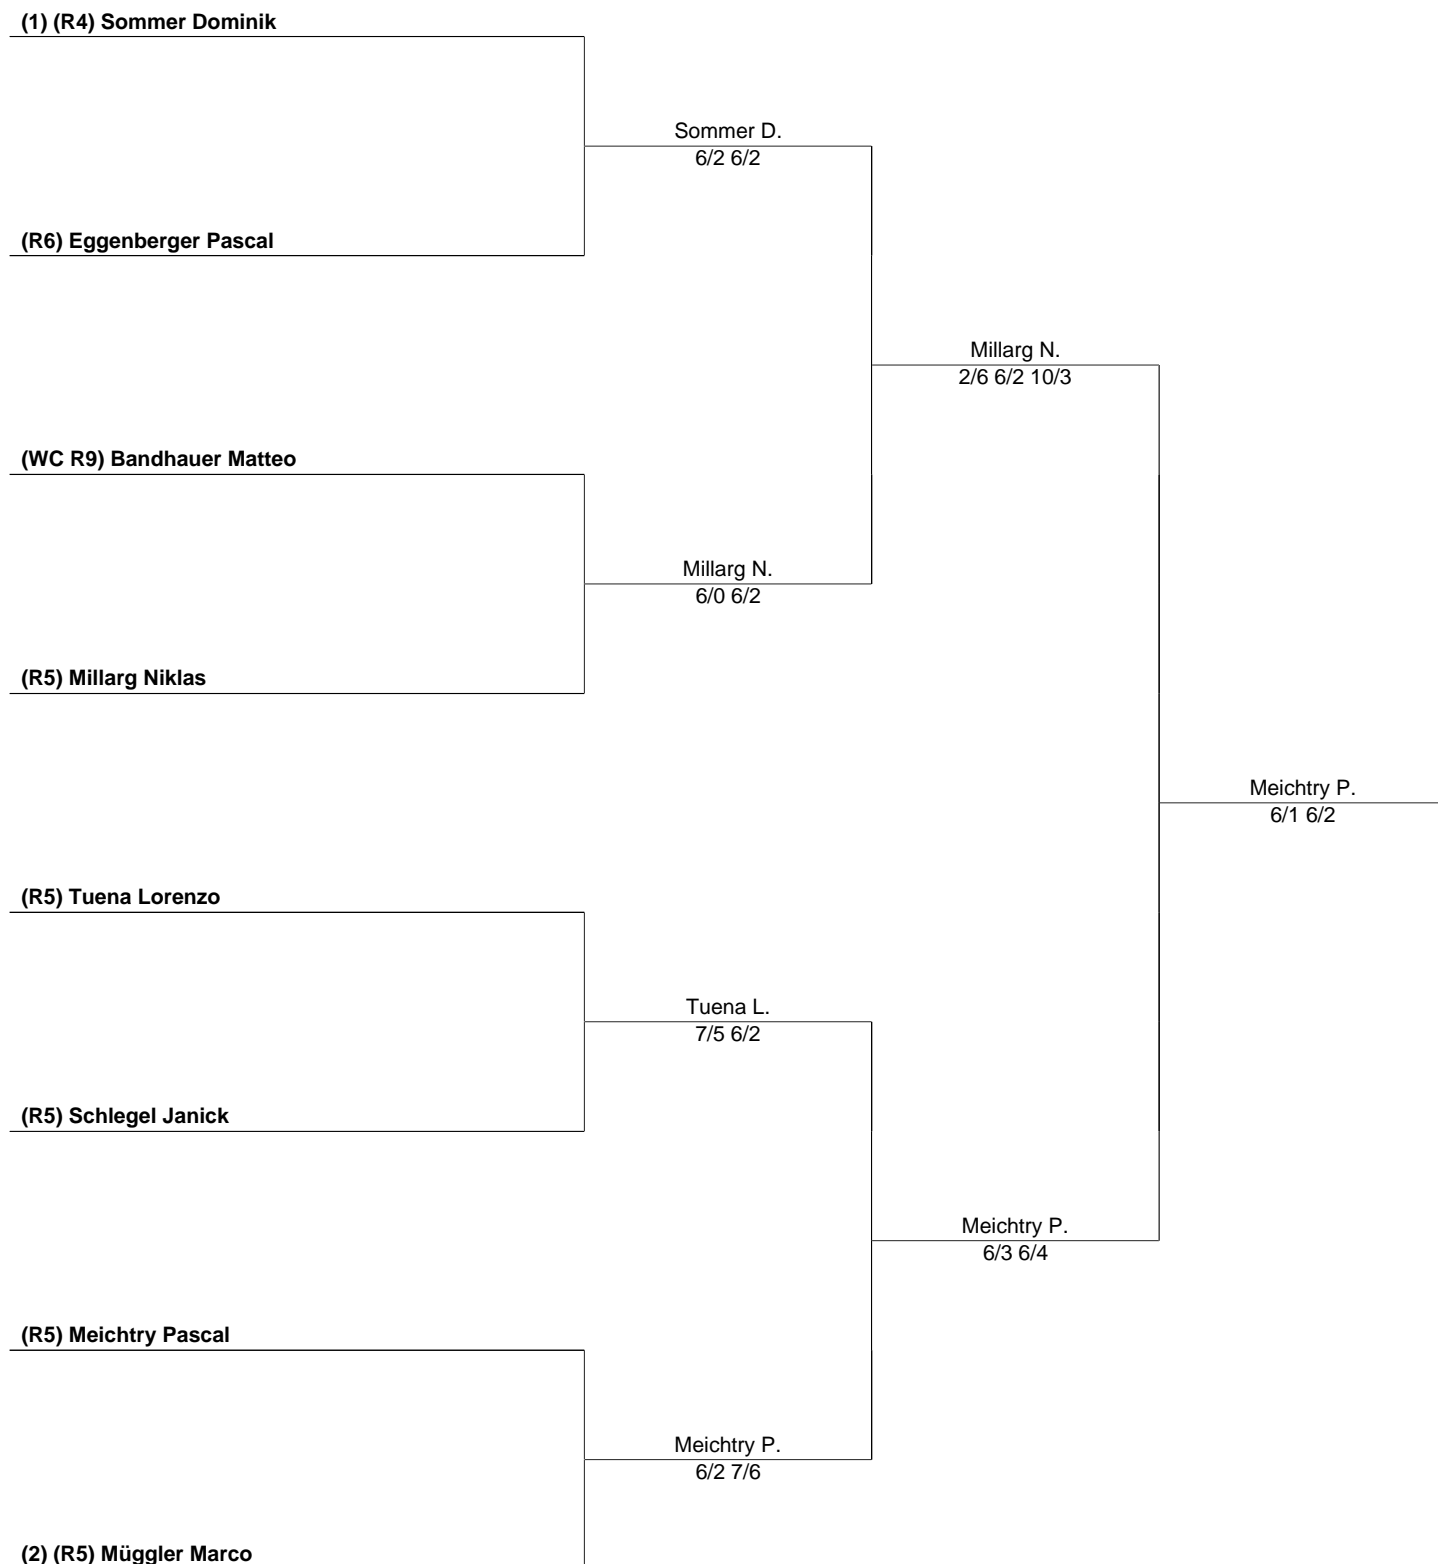 (1) (R4) Sommer Dominik
Sommer D.
6/2 6/2
(R6) Eggenberger Pascal
Millarg N.
2/6 6/2 10/3
(WC R9) Bandhauer Matteo
Millarg N.
6/0 6/2
(R5) Millarg Niklas
Meichtry P.
6/1 6/2
(R5) Tuena Lorenzo
Tuena L.
7/5 6/2
(R5) Schlegel Janick
Meichtry P.
6/3 6/4
(R5) Meichtry Pascal
Meichtry P.
6/2 7/6
(2) (R5) Müggler Marco